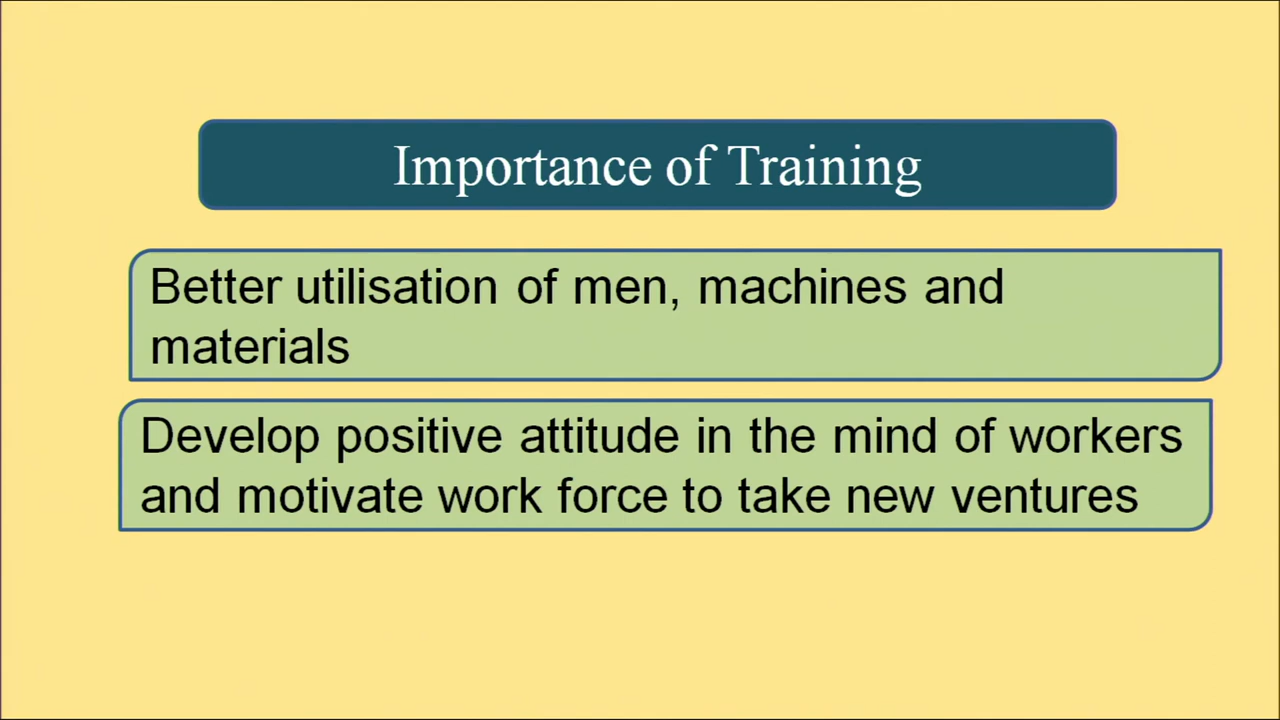 Importance of Training
Better utilisation of men, machines and
materials
Develop positive attitude in the mind of workers
and motivate work force to take new ventures